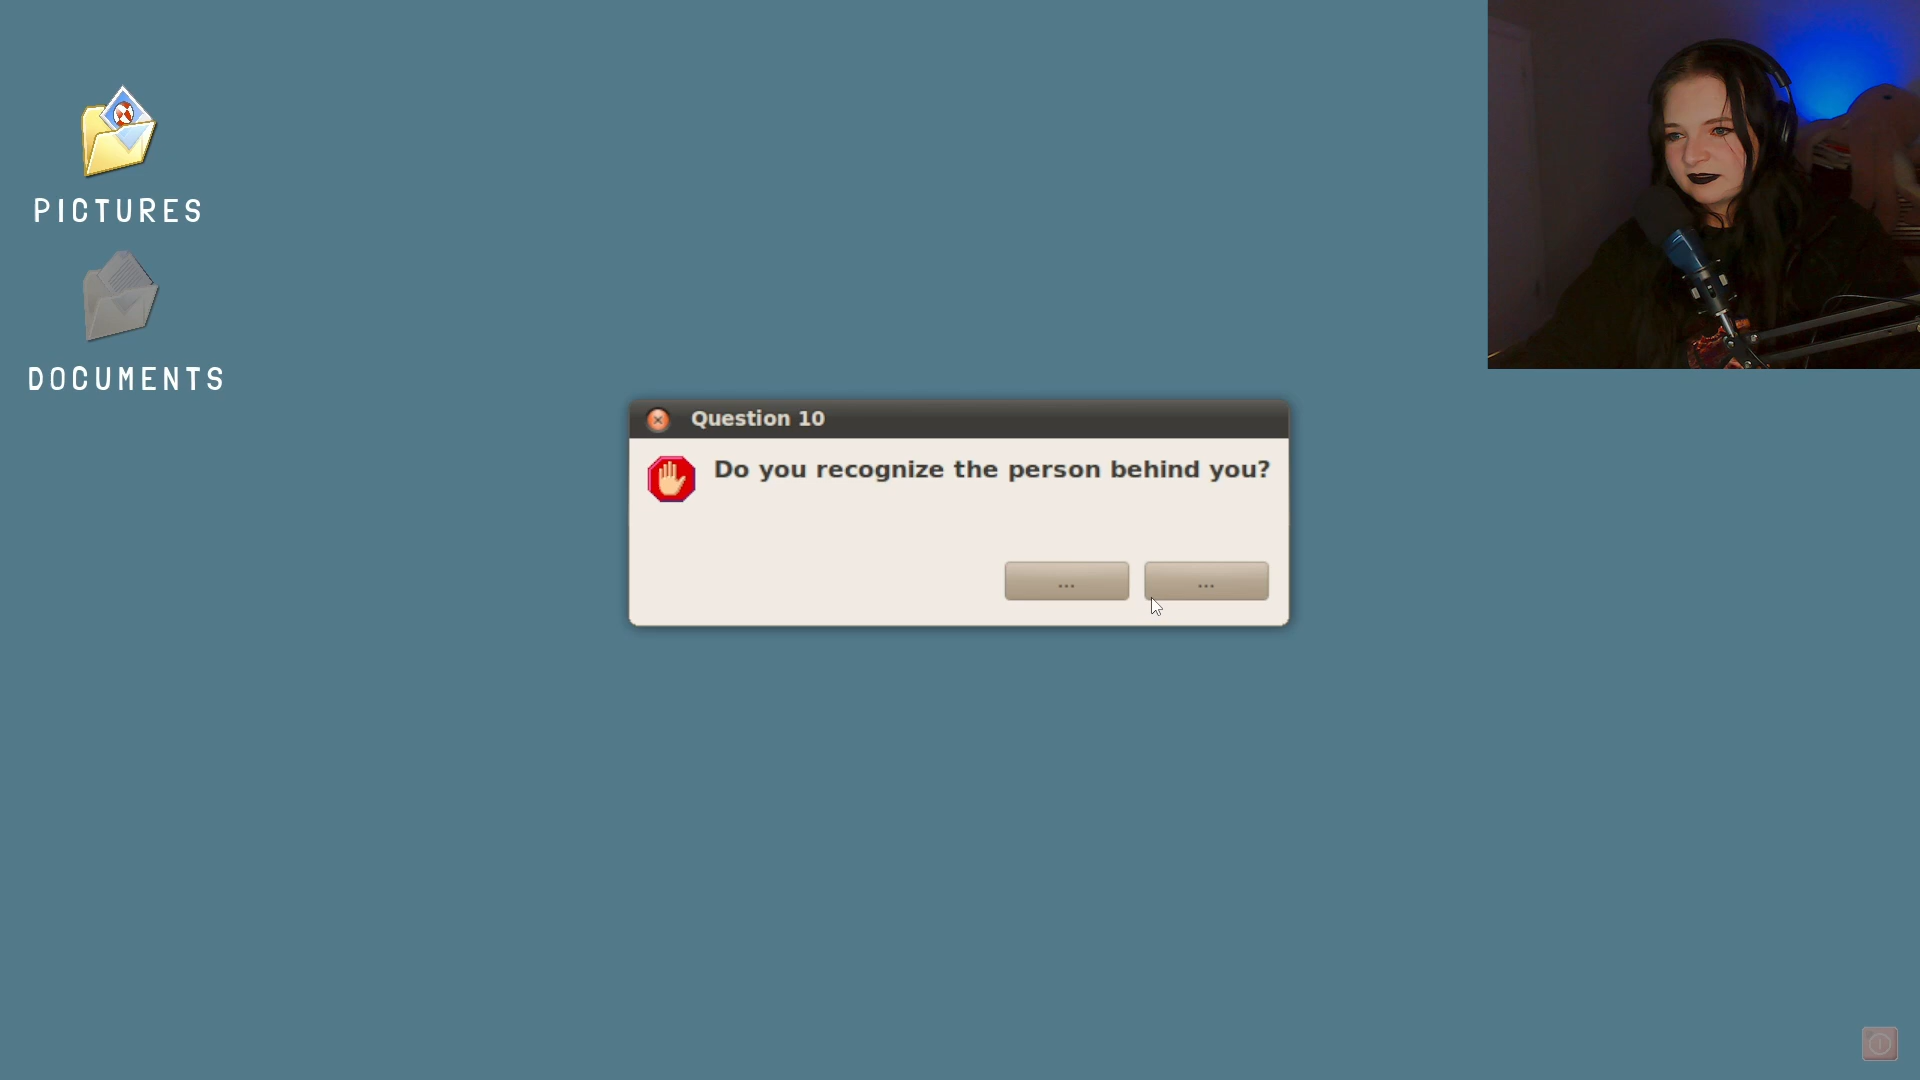 PICTURES
DOCUMENTS
Question 10
Do you recognize the person behind you?
... ...